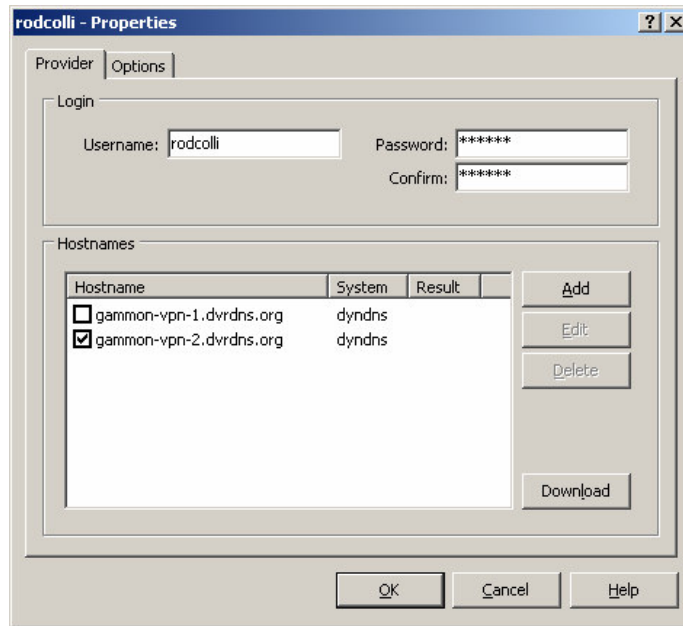 rodcolli - Properties
Provider
Options
Login
Username: rodcolli
Password: ******
Confirm: ******
Hostnames
Hostname System Result
gammon-vpn-1.dvrdns.org dyndns
gammon-vpn-2.dvrdns.org dyndns
Add
Edit
Delete
Download
OK Cancel Help